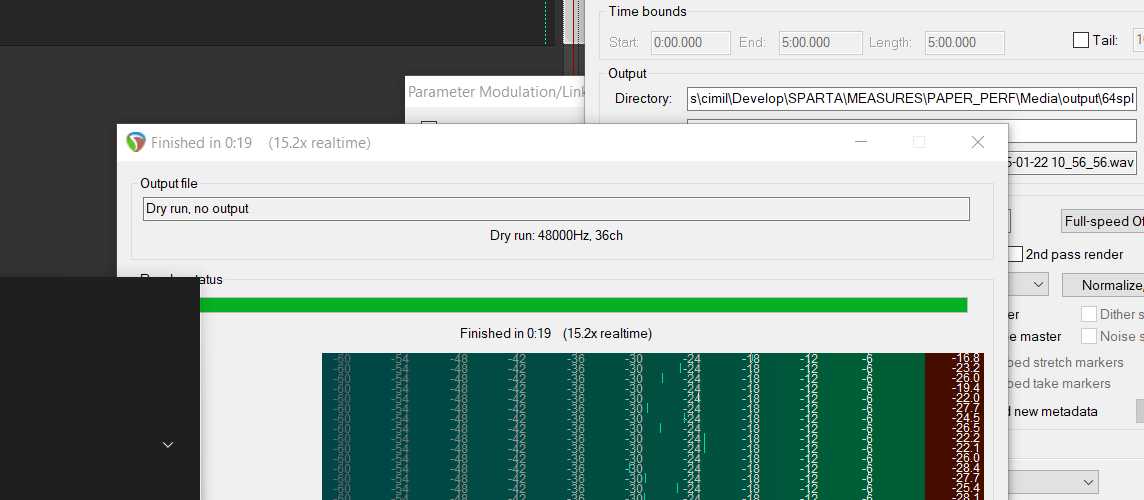 Time bounds
Start: 0:00.000 End: 5:00.000 Length: 5:00.000 Tail:
Output
Parameter Modulation/Link
Directory: s\cimil\Develop\SPARTA\MEASURES\PAPER_PERF\Media\output\64spl
Finished in 0:19 (15.2x realtime)
5-01-22 10_56_56.wav
Output file
Dry run, no output
Full-speed Of
Dry run: 48000Hz, 36ch
2nd pass render
Normalize,
Finished in 0:19 (15.2x realtime)
Dither s
e master Noise s
-60 -54 -48 -42 -36 -30 -24 -18 -12 -6 -16.8
-60 -54 -48 -42 -36 -30 -24 -18 -12 -6 -23.2
-60 -54 -48 -42 -36 -30 -24 -18 -12 -6 -26.0
-60 -54 -48 -42 -36 -30 -24 -18 -12 -6 -19.4
-60 -54 -48 -42 -36 -30 -24 -18 -12 -6 -22.0
-60 -54 -48 -42 -36 -30 -24 -18 -12 -6 -27.7
-60 -54 -48 -42 -36 -30 -24 -18 -12 -6 -24.5
-60 -54 -48 -42 -36 -30 -24 -18 -12 -6 -26.5
-60 -54 -48 -42 -36 -30 -24 -18 -12 -6 -22.2
-60 -54 -48 -42 -36 -30 -24 -18 -12 -6 -22.1
-60 -54 -48 -42 -36 -30 -24 -18 -12 -6 -26.0
-60 -54 -48 -42 -36 -30 -24 -18 -12 -6 -28.4
-60 -54 -48 -42 -36 -30 -24 -18 -12 -6 -27.7
-60 -54 -48 -42 -36 -30 -24 -18 -12 -6 -25.4
-60 -54 -48 -42 -36 -30 -24 -18 -12 -6 -28.1
bed stretch markers
bed take markers
d new metadata